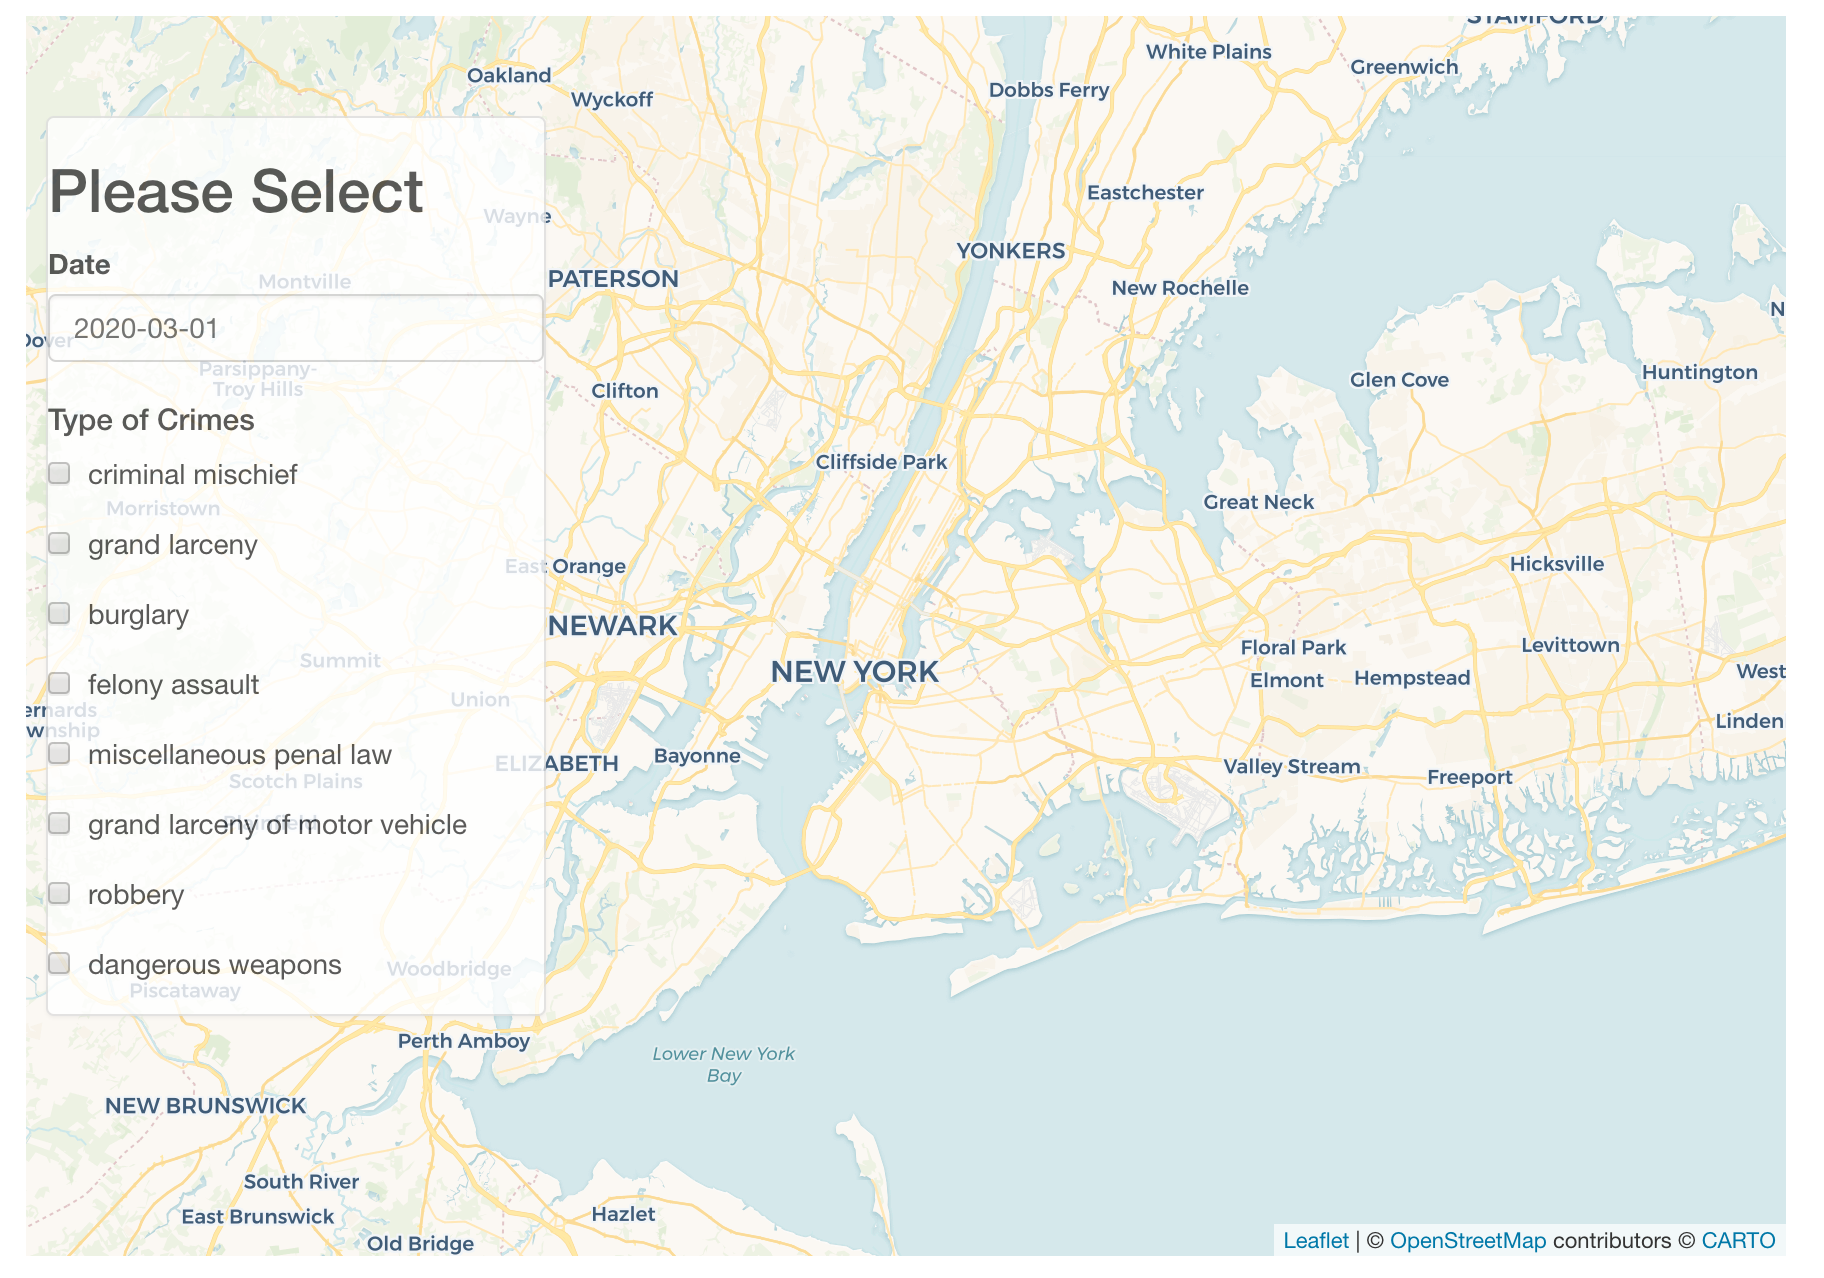 STAMFORD
White Plains
Greenwich
Oakland
Dobbs Ferry
Wyckoff
Please Select
Eastchester
Wayne
YONKERS
Date
PATERSON
Montville
New Rochelle
N
2020-03-01
Dover
Parsippany-
Troy Hills
Huntington
Glen Cove
Clifton
Type of Crimes
Cliffside Park
criminal mischief
Great Neck
Morristown
grand larceny
Hicksville
East Orange
burglary
NEWARK
Levittown
Floral Park
Summit
NEW YORK
West
Hempstead
Elmont
felony assault
Union
ernards
wnship
Linden
miscellaneous penal law
Bayonne
ELIZABETH
Valley Stream
Freeport
Scotch Plains
Plainfield
grand larceny of motor vehicle
robbery
dangerous weapons
Woodbridge
Piscataway
Perth Amboy
Lower New York
Bay
NEW BRUNSWICK
South River
Hazlet
East Brunswick
Old Bridge
Leaflet | © OpenStreetMap contributors © CARTO